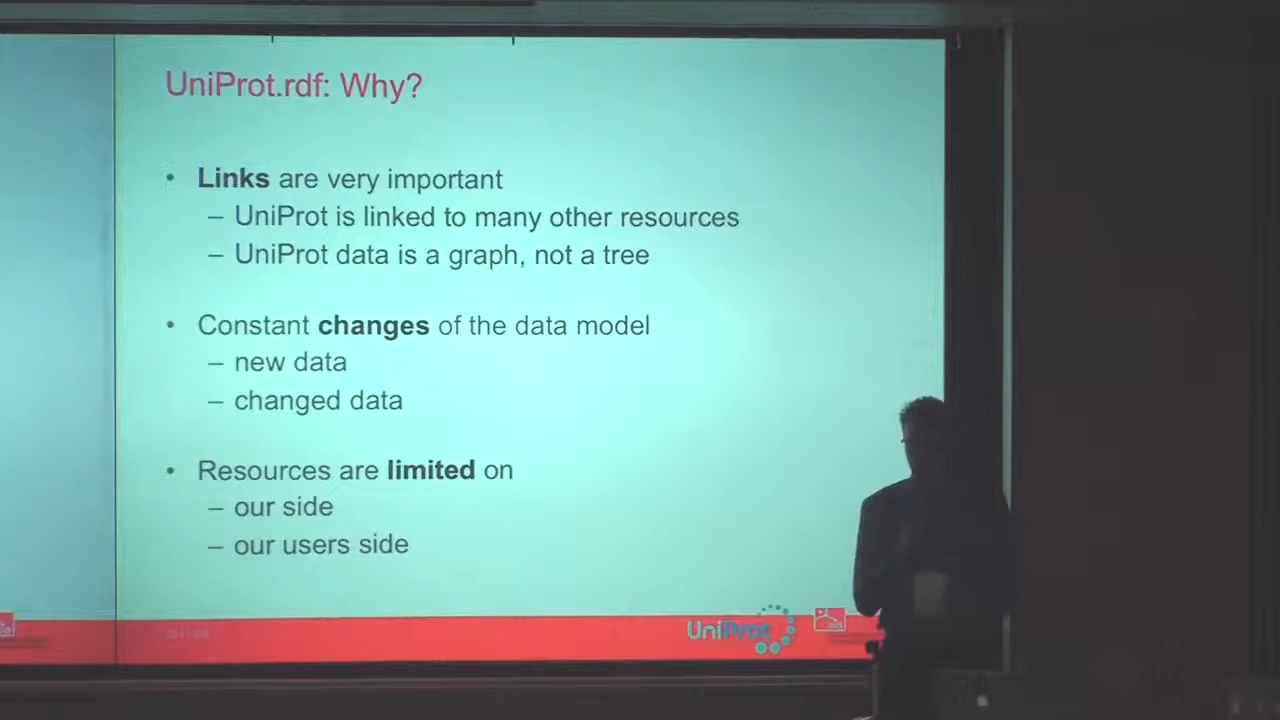 UniProt.rdf: Why?
• Links are very important
– UniProt is linked to many other resources
– UniProt data is a graph, not a tree
• Constant changes of the data model
– new data
– changed data
• Resources are limited on
– our side
– our users side
UniProt